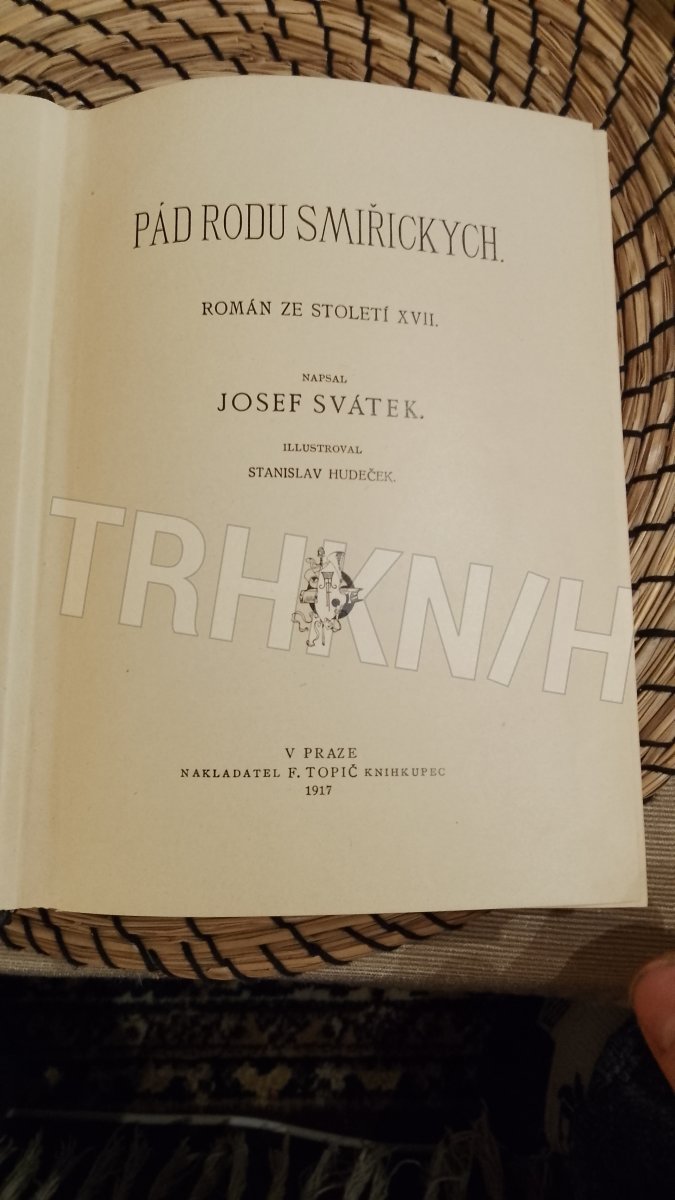 PÁD RODU SMIŘICKYCH.
ROMÁN ZE STOLETÍ XVII.
NAPSAL
JOSEF SVÁTEK.
ILLUSTROVAL
STANISLAV HUDEČEK.
TRHKNIH
V PRAZE
NAKLADATEL F. TOPIČ KNIHKUPEC
1917